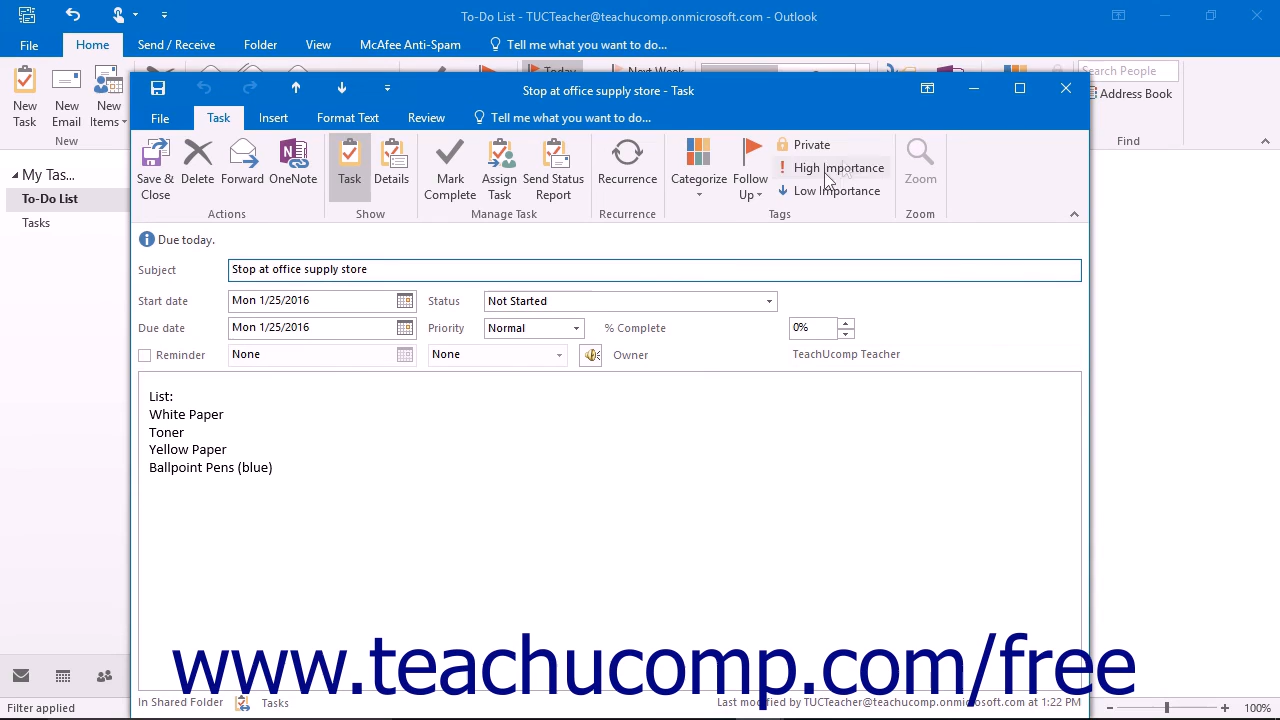 To-Do List - TUCTeacher@teachucomp.onmicrosoft.com - Outlook
File Home Send / Receive Folder View McAfee Anti-Spam Tell me what you want to do...
Today Next Week Search People
New Task New Email New Items Address Book
New Find
My Tas...
To-Do List
Tasks
Stop at office supply store - Task
File Task Insert Format Text Review Tell me what you want to do...
Save & Close Delete Forward OneNote Task Details Mark Complete Assign Task Send Status Report Recurrence Categorize Follow Up Private Zoom
High Importance
Low Importance
Actions Show Manage Task Recurrence Tags Zoom
Due today.
Subject Stop at office supply store
Start date Mon 1/25/2016 Status Not Started
Due date Mon 1/25/2016 Priority Normal % Complete 0%
Reminder None None Owner TeachUcomp Teacher
List:
White Paper
Toner
Yellow Paper
Ballpoint Pens (blue)
www.teachucomp.com/free
In Shared Folder Tasks Last modified by TUCTeacher@teachucomp.onmicrosoft.com at 1:22 PM
Filter applied 100%